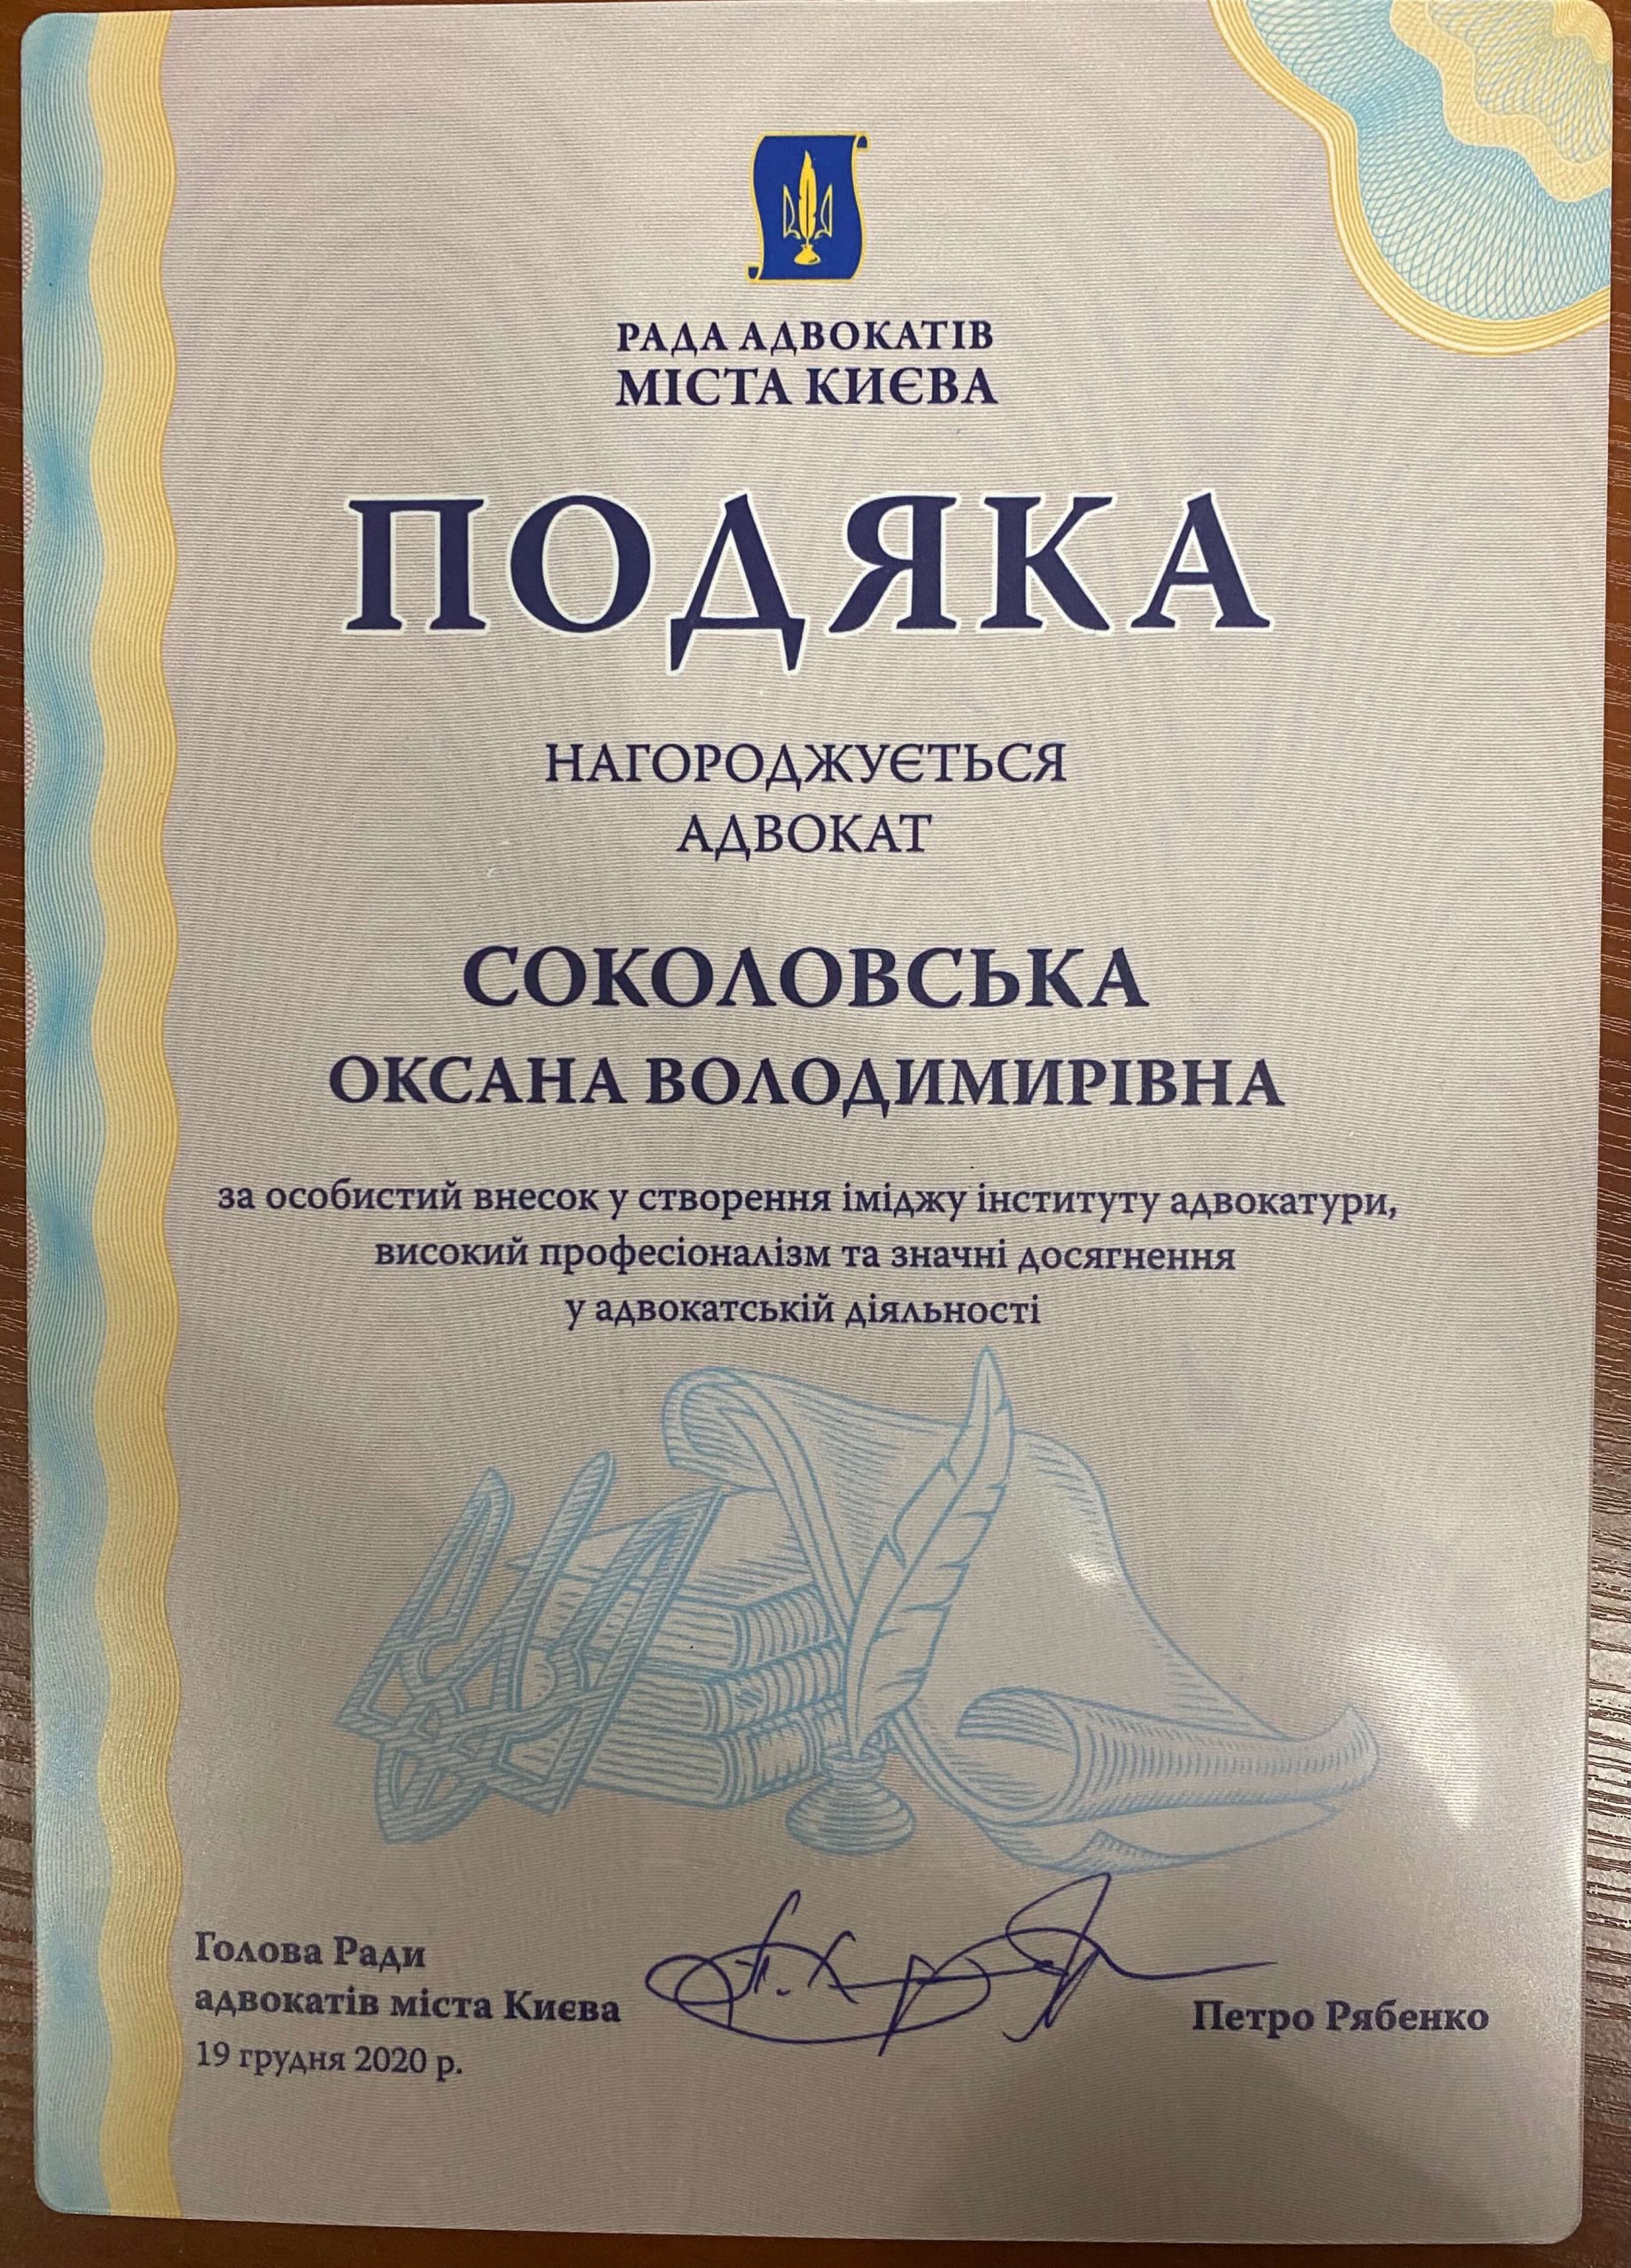 РАДА АДВОКАТІВ
МІСТА КИЄВА
ПОДЯКА
НАГОРОДЖУЄТЬСЯ
АДВОКАТ
СОКОЛОВСЬКА
ОКСАНА ВОЛОДИМИРІВНА
за особистий внесок у створення іміджу інституту адвокатури,
високий професіоналізм та значні досягнення
у адвокатській діяльності
Голова Ради
адвокатів міста Києва
Петро Рябенко
19 грудня 2020 р.